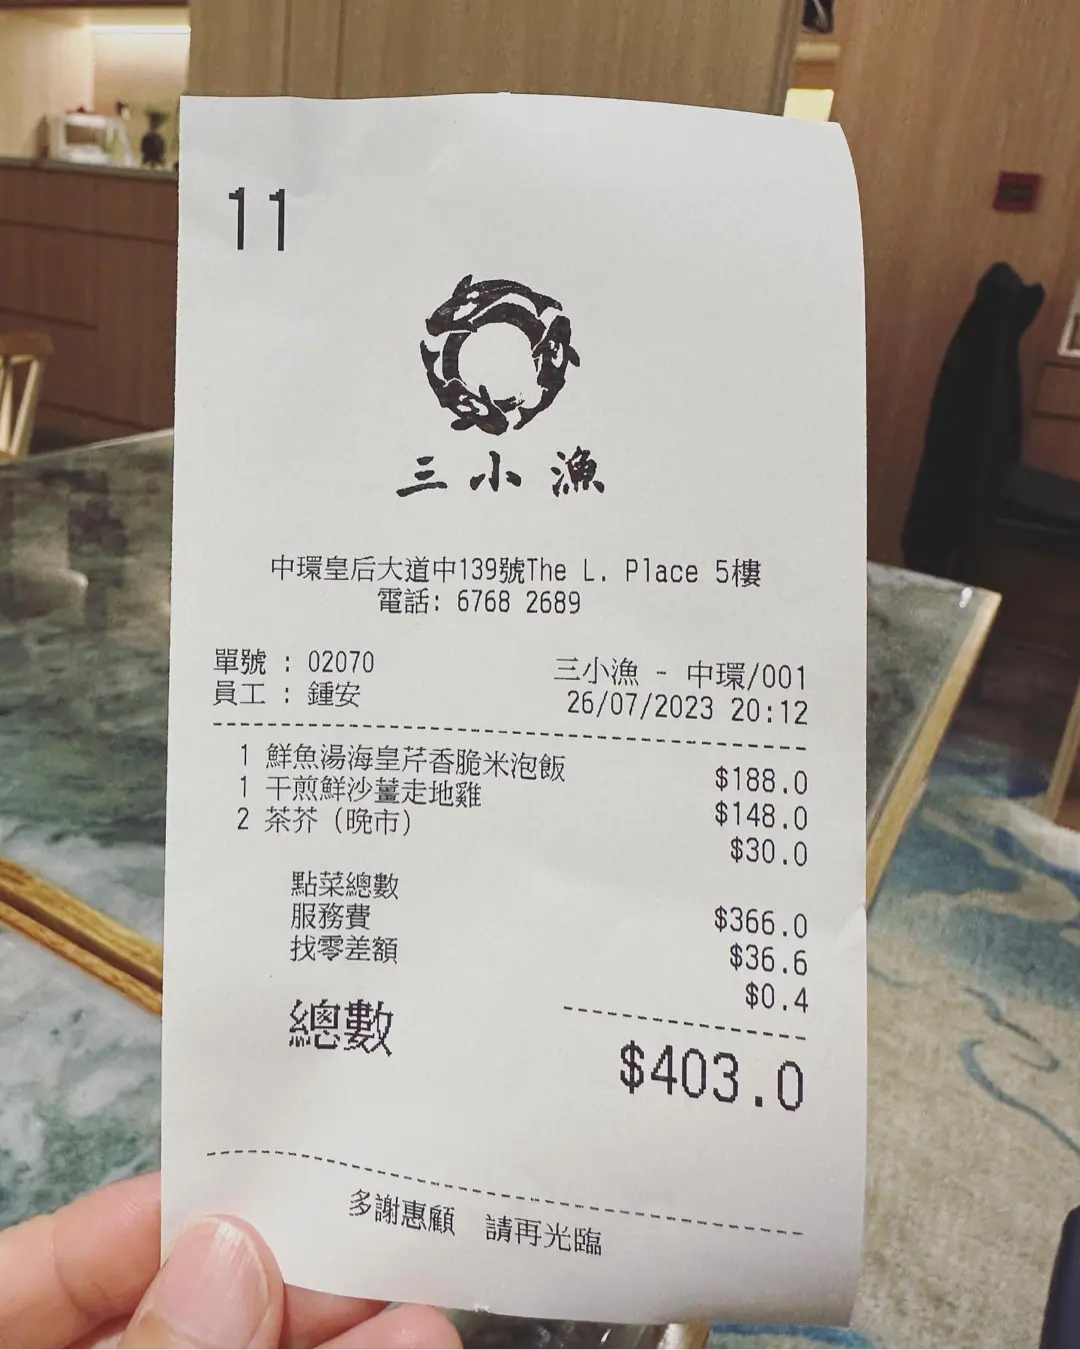 11
三小漁
中環皇后大道中139號The L. Place 5樓
電話: 6768 2689
單號 : 02070
三小漁 - 中環/001
員工 : 鍾安
26/07/2023 20:12
1 鮮魚湯海皇芹香脆米泡飯 $188.0
1 干煎鮮沙薑走地雞 $148.0
2 茶芥 (晚市) $30.0
點菜總數 $366.0
服務費 $36.6
找零差額 $0.4
總數 $403.0
多謝惠顧 請再光臨